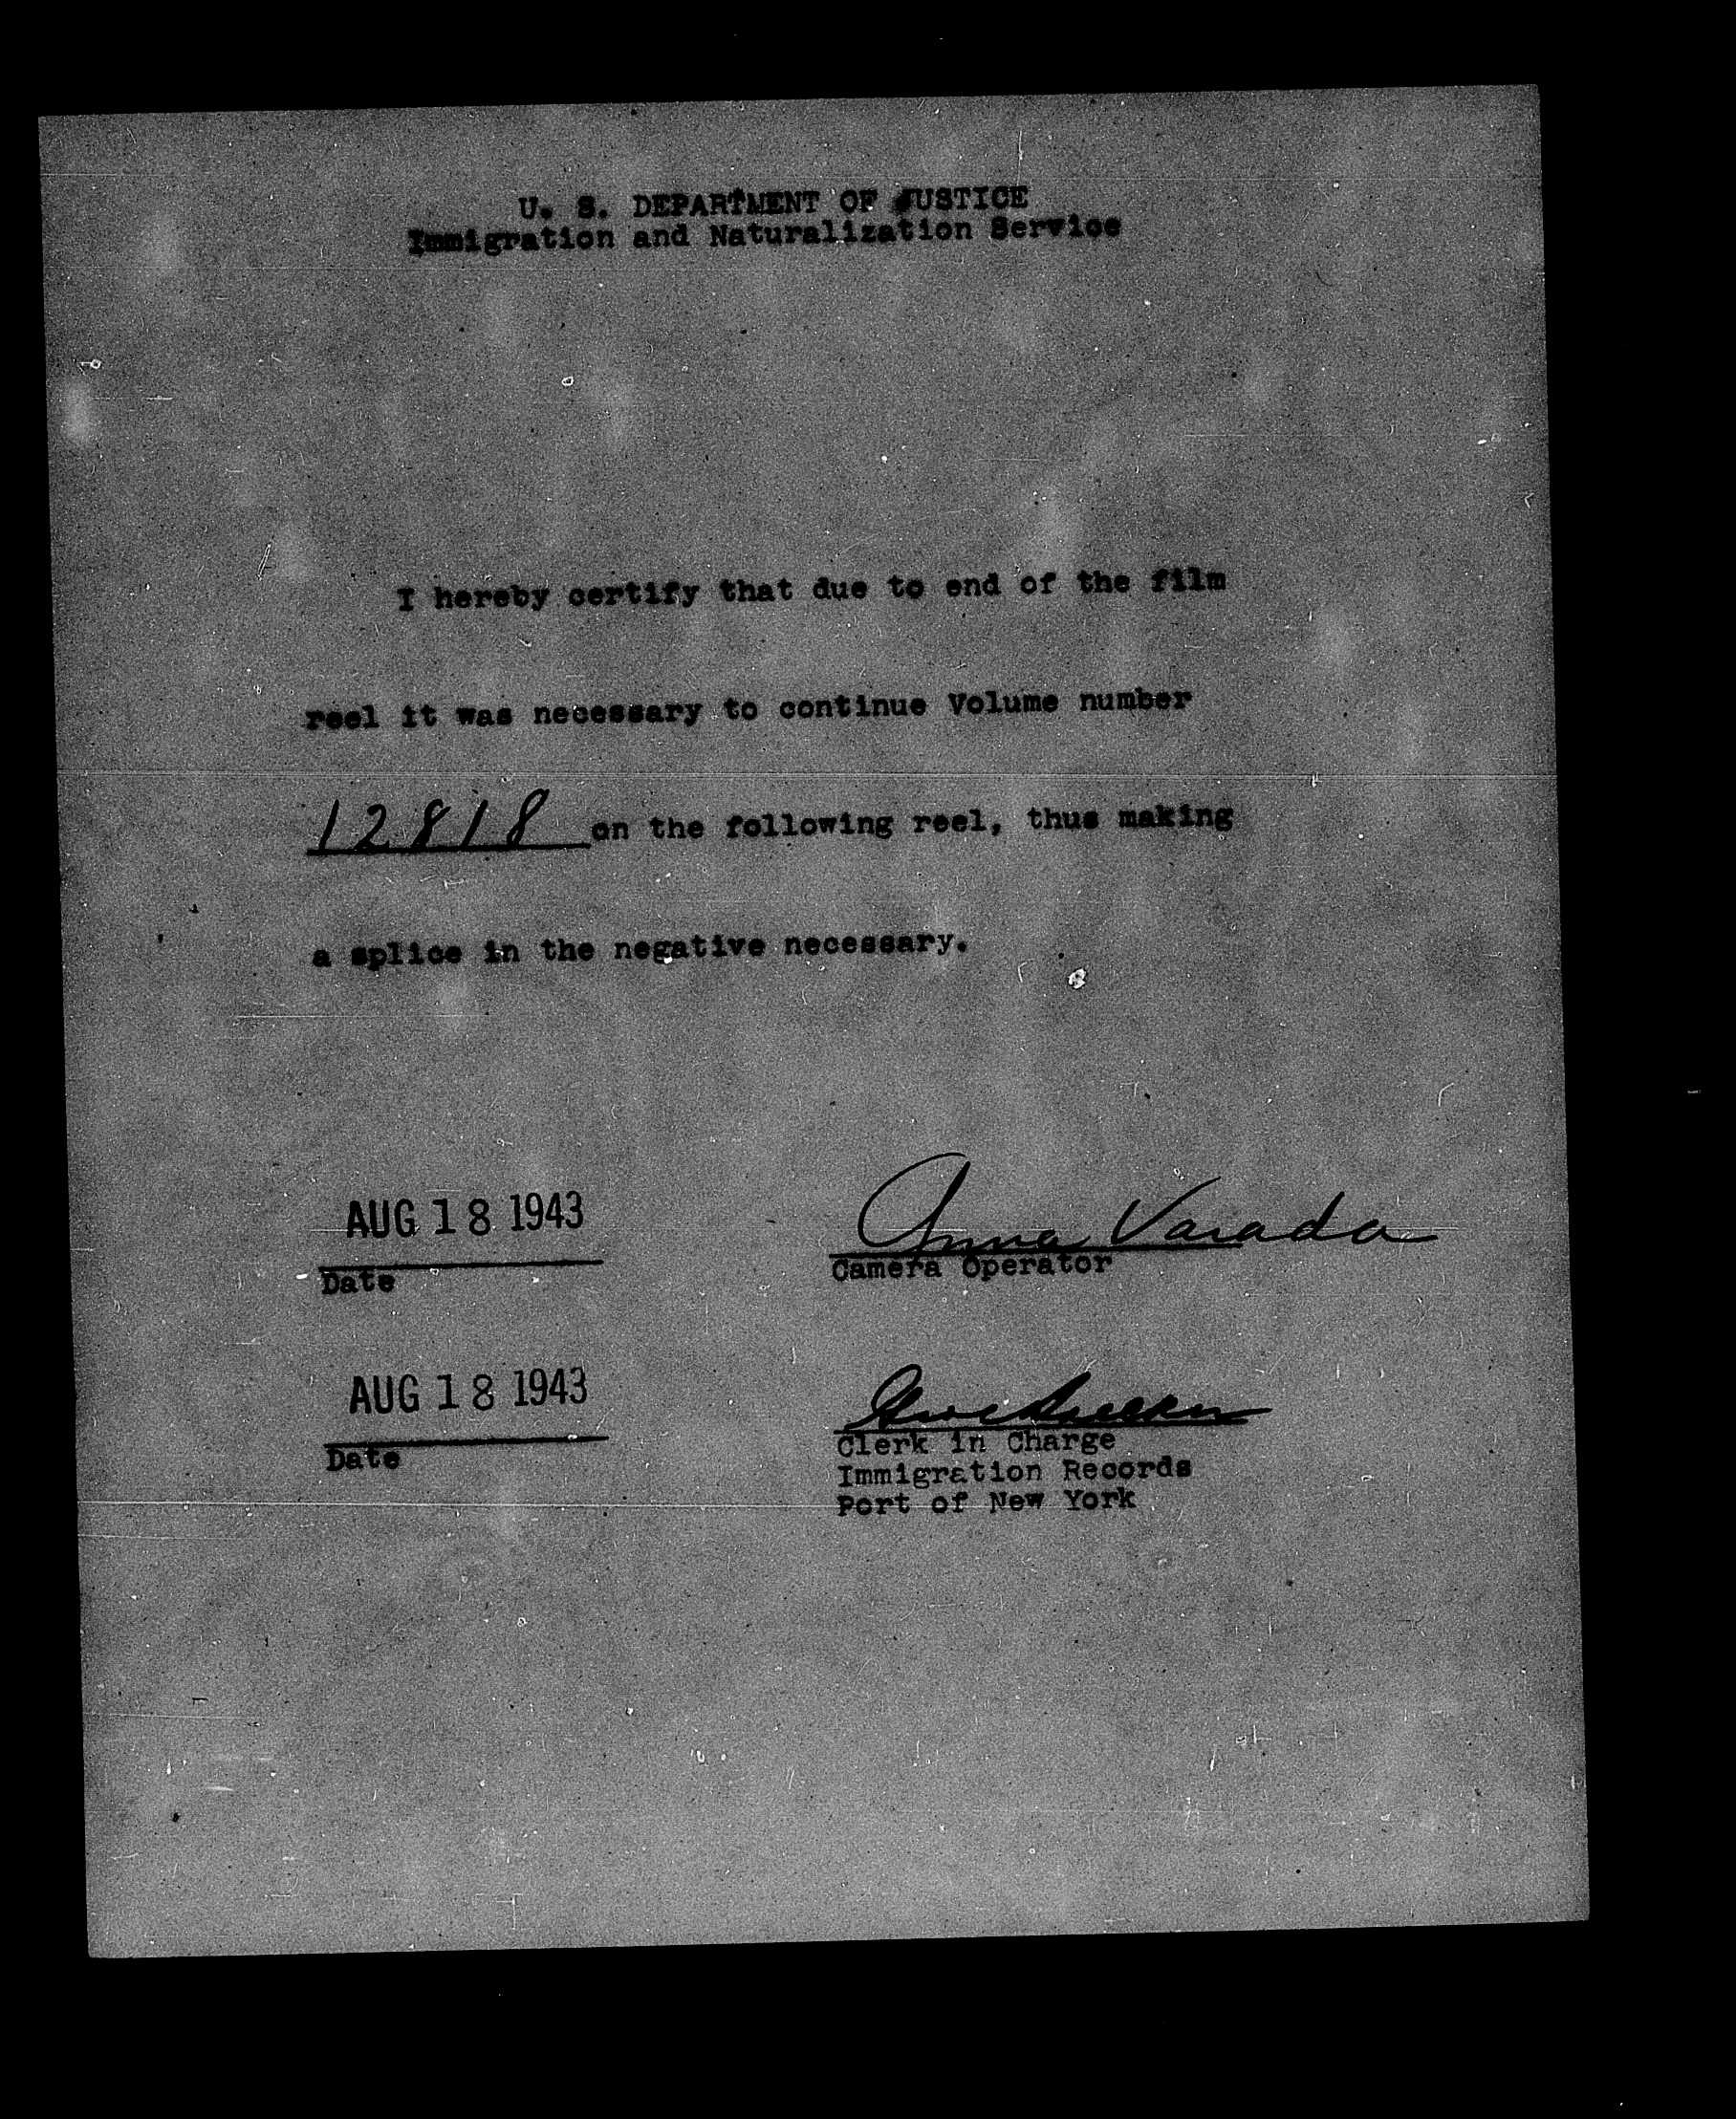 U. S. DEPARTMENT OF JUSTICE
Immigration and Naturalization Service
I hereby certify that due to end of the film
reel it was necessary to continue Volume number
12818 on the following reel, thus making
a splice in the negative necessary.
AUG 18 1943
Anna Varada
Date
Camera Operator
AUG 18 1943
Date
Clerk in Charge
Immigration Records
Port of New York